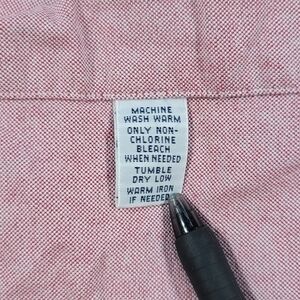 MACHINE
WASH WARM
ONLY NON-
CHLORINE
BLEACH
WHEN NEEDED
TUMBLE
DRY LOW
WARM IRON
IF NEEDED